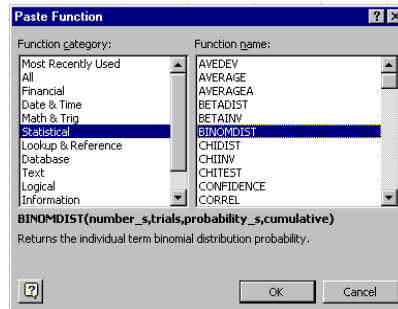 Paste Function
Function category:
Most Recently Used
All
Financial
Date & Time
Math & Trig
Statistical
Lookup & Reference
Database
Text
Logical
Information
Function name:
AVEDEV
AVERAGE
AVERAGEA
BETADIST
BETAINV
BINOMDIST
CHIDIST
CHIINV
CHITEST
CONFIDENCE
CORREL
BINOMDIST(number_s,trials,probability_s,cumulative)
Returns the individual term binomial distribution probability.
OK
Cancel